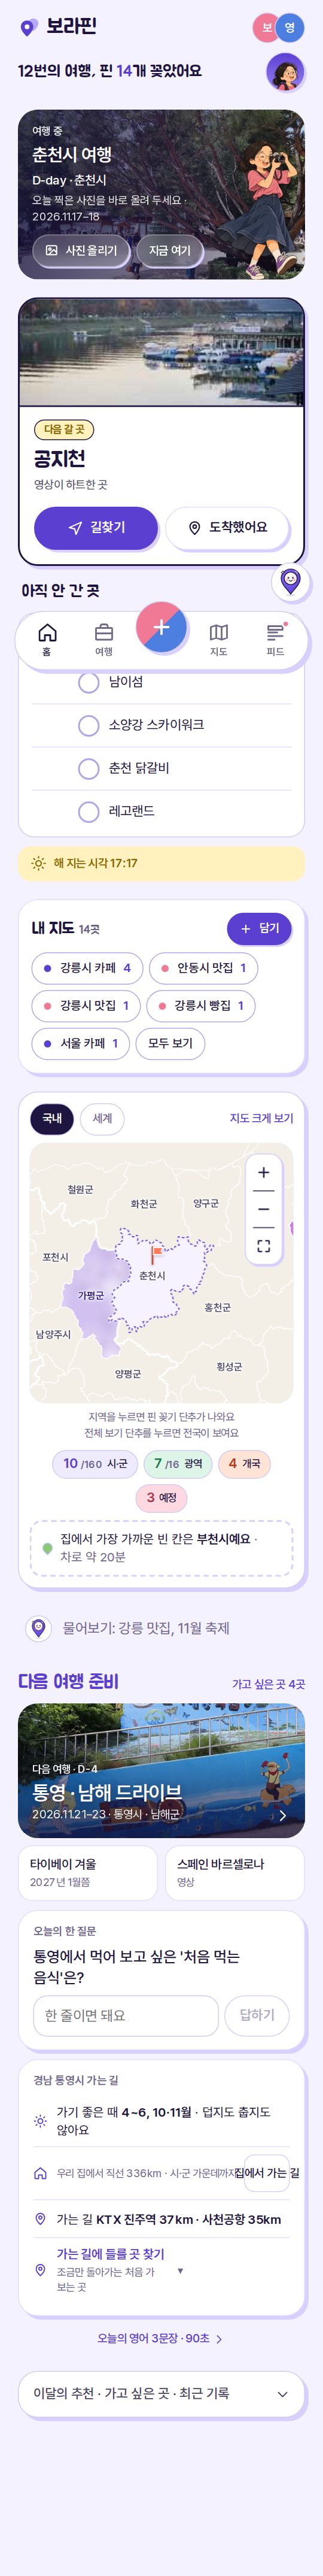 보라핀
보 영
12번의 여행, 핀 14개 꽂았어요
여행 중
춘천시 여행
D-day · 춘천시
오늘 찍은 사진을 바로 올려 두세요 ·
2026.11.17–18
사진 올리기 지금 여기
다음 갈 곳
공지천
영상이 하트한 곳
길찾기 도착했어요
아직 안 간 곳
홈 여행 지도 피드
남이섬
소양강 스카이워크
춘천 닭갈비
레고랜드
해 지는 시각 17:17
내 지도 14곳 + 담기
강릉시 카페 4 안동시 맛집 1
강릉시 맛집 1 강릉시 빵집 1
서울 카페 1 모두 보기
국내 세계 지도 크게 보기
철원군
화천군 양구군
포천시
춘천시
가평군
홍천군
남양주시
횡성군
양평군
지역을 누르면 핀 꽂기 단추가 나와요
전체 보기 단추를 누르면 전국이 보여요
10 /160 시·군 7 /16 광역 4 개국
3 예정
집에서 가장 가까운 빈 칸은 부천시예요 ·
차로 약 20분
물어보기: 강릉 맛집, 11월 축제
다음 여행 준비 가고 싶은 곳 4곳
다음 여행 · D-4
통영 · 남해 드라이브
2026.11.21–23 · 통영시 · 남해군
타이베이 겨울 스페인 바르셀로나
2027년 1월쯤 영상
오늘의 한 질문
통영에서 먹어 보고 싶은 '처음 먹는
음식'은?
한 줄이면 돼요 답하기
경남 통영시 가는 길
가기 좋은 때 4~6, 10·11월 · 덥지도 춥지도
않아요
우리 집에서 직선 336km · 시·군 가운데까지 집에서 가는 길
가는 길 KTX 진주역 37km · 사천공항 35km
가는 길에 들를 곳 찾기
조금만 돌아가는 처음 가 ▼
보는 곳
오늘의 영어 3문장 · 90초
이달의 추천 · 가고 싶은 곳 · 최근 기록